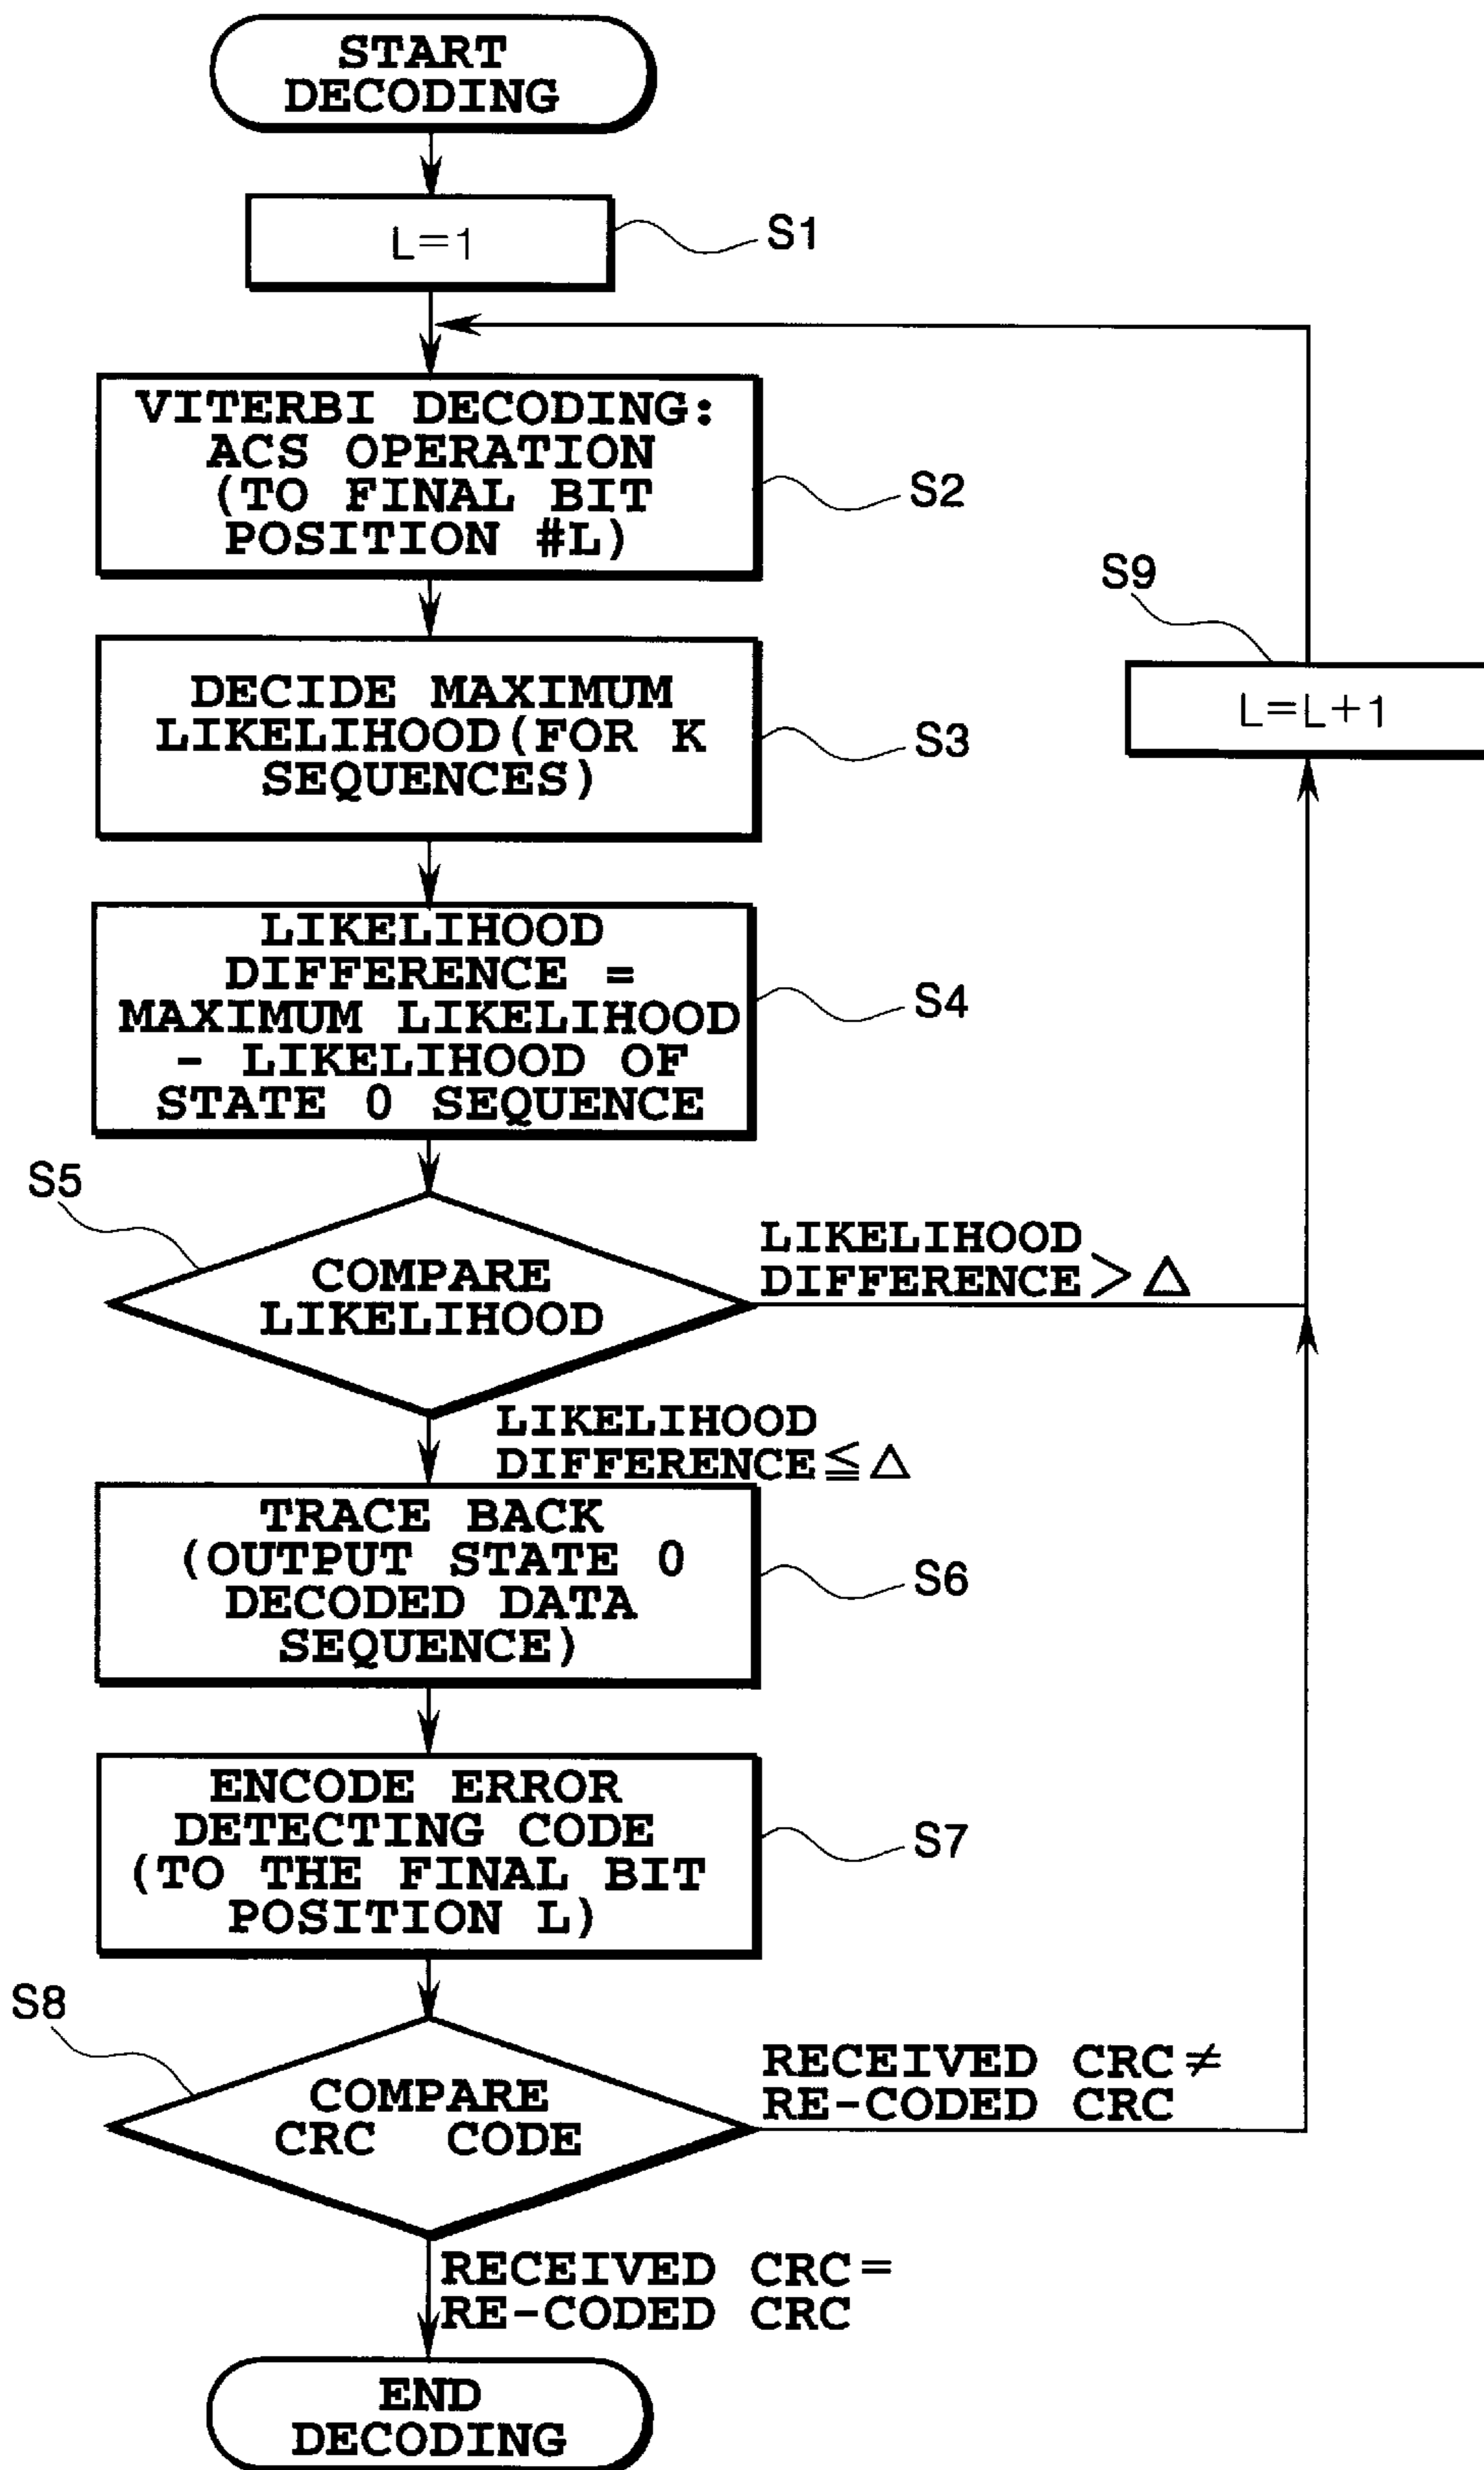 START
DECODING
L=1
S1
VITERBI DECODING:
ACS OPERATION
(TO FINAL BIT
POSITION #L)
S2
S9
L=L+1
DECIDE MAXIMUM
LIKELIHOOD(FOR K
SEQUENCES)
S3
LIKELIHOOD
DIFFERENCE =
MAXIMUM LIKELIHOOD
- LIKELIHOOD OF
STATE 0 SEQUENCE
S4
S5
COMPARE
LIKELIHOOD
LIKELIHOOD
DIFFERENCE>△
LIKELIHOOD
DIFFERENCE≦△
TRACE BACK
(OUTPUT STATE 0
DECODED DATA
SEQUENCE)
S6
ENCODE ERROR
DETECTING CODE
(TO THE FINAL BIT
POSITION L)
S7
S8
COMPARE
CRC CODE
RECEIVED CRC≠
RE-CODED CRC
RECEIVED CRC=
RE-CODED CRC
END
DECODING